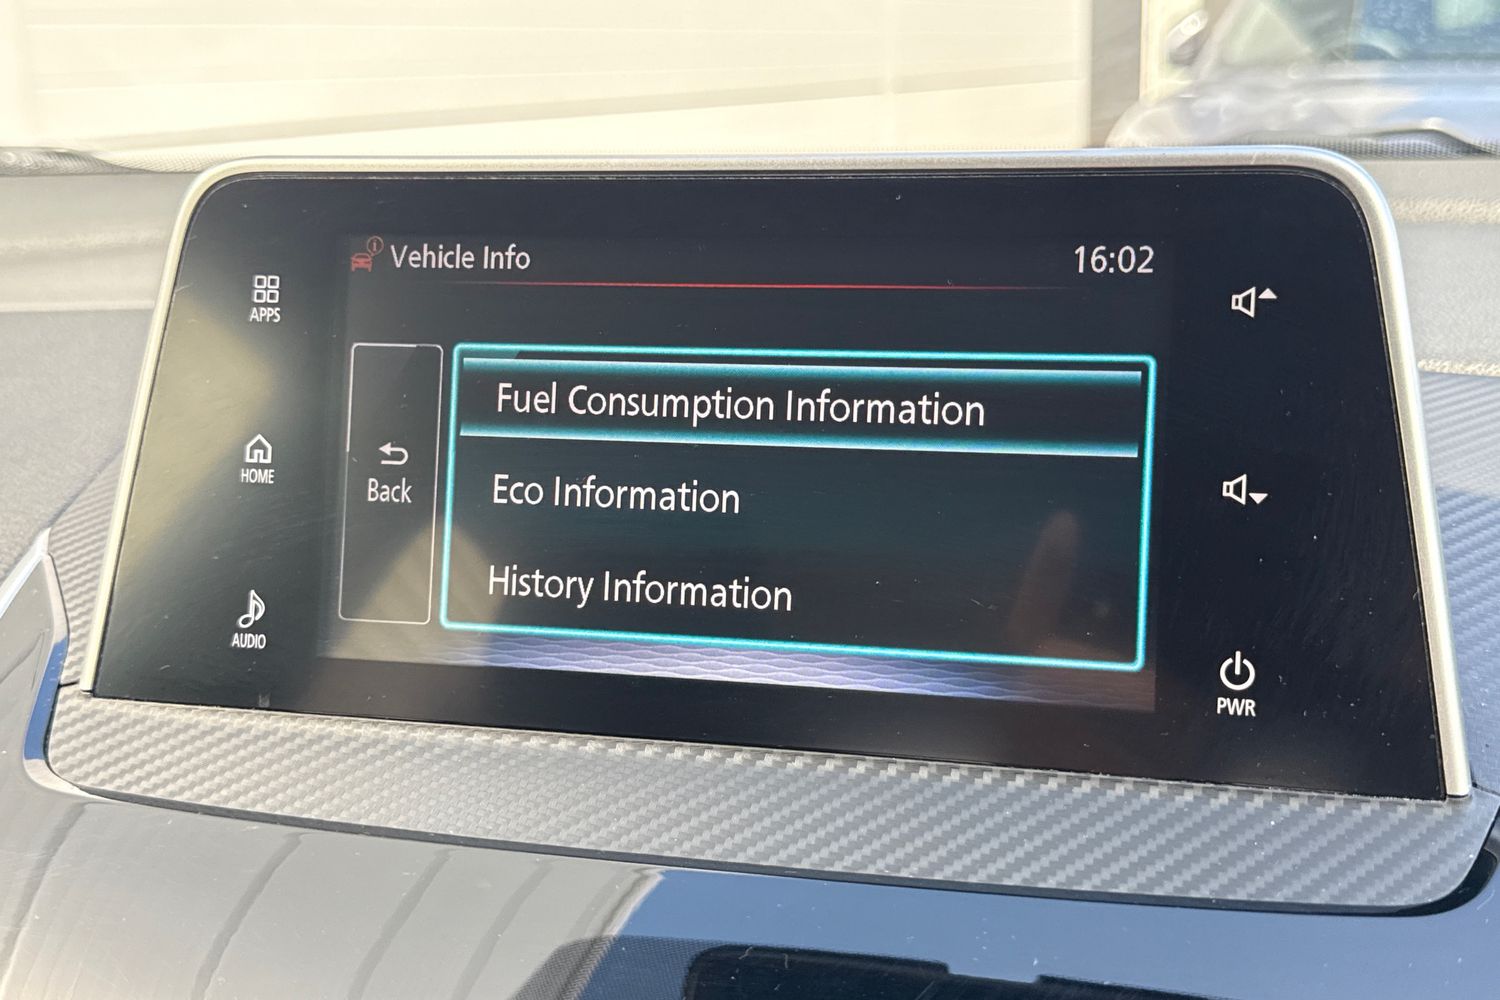 Vehicle Info
16:02
APPS
HOME
AUDIO
Back
Fuel Consumption Information
Eco Information
History Information
PWR